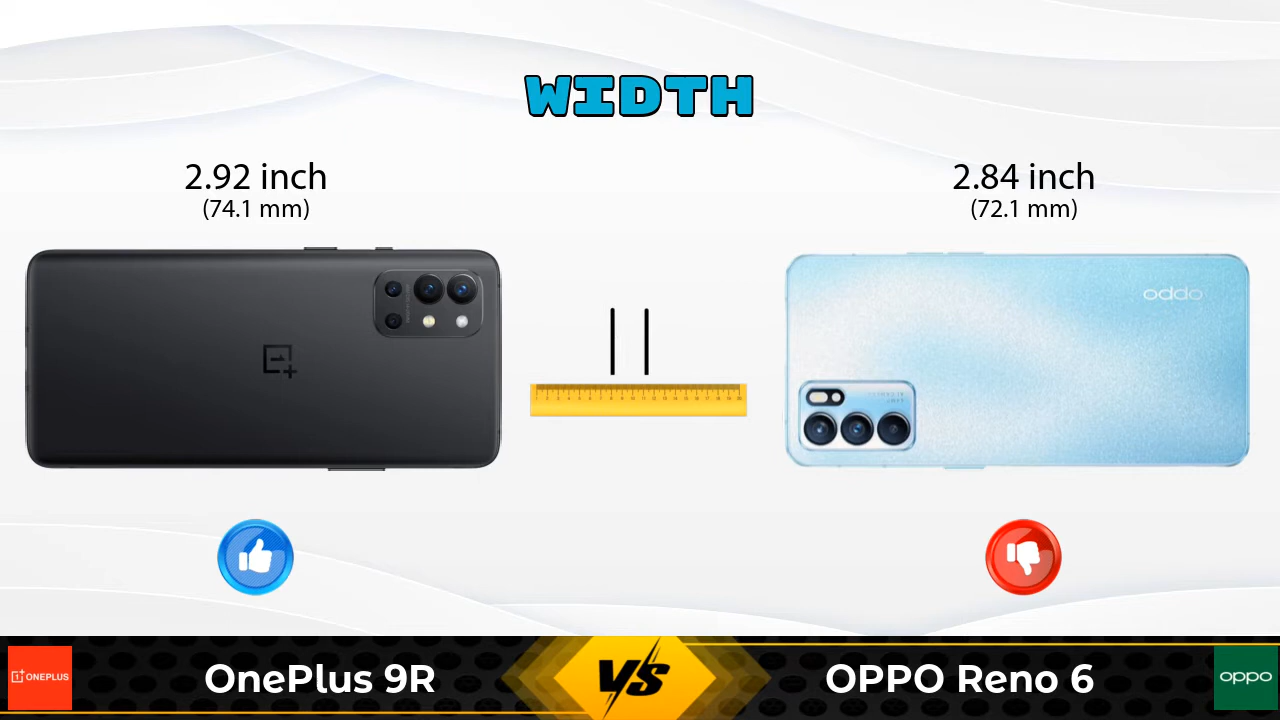 WIDTH
2.92 inch
(74.1 mm)
2.84 inch
(72.1 mm)
oppo
ONEPLUS
OnePlus 9R
VS
OPPO Reno 6
oppo